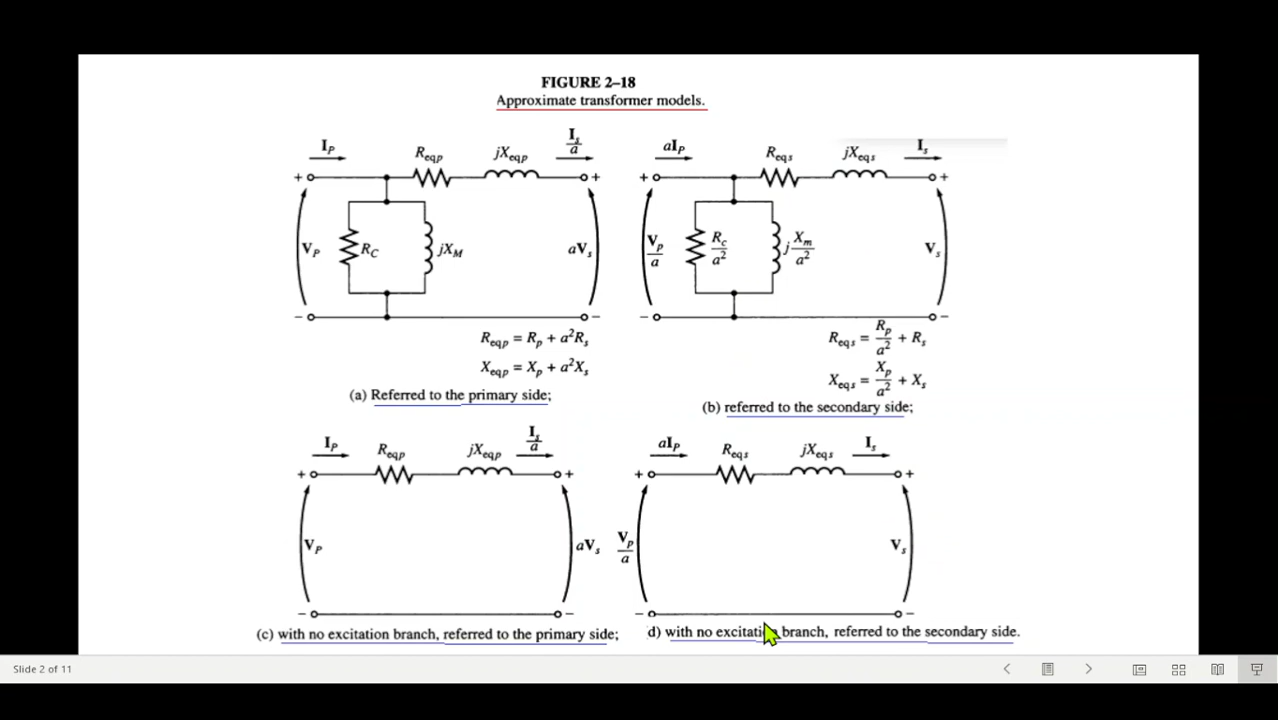 FIGURE 2–18
Approximate transformer models.
I_P
R_eqp
jX_eqp
I_s/a
+
+
V_P
R_C
jX_M
aV_s
–
–
R_eqp = R_p + a²R_s
X_eqp = X_p + a²X_s
(a) Referred to the primary side;
aI_P
R_eqs
jX_eqs
I_s
+
+
V_p/a
R_c/a²
j X_m/a²
V_s
–
–
R_eqs = R_p/a² + R_s
X_eqs = X_p/a² + X_s
(b) referred to the secondary side;
I_P
R_eqp
jX_eqp
I_s/a
+
+
V_P
aV_s
–
–
(c) with no excitation branch, referred to the primary side;
aI_P
R_eqs
jX_eqs
I_s
+
+
V_p/a
V_s
–
–
d) with no excitation branch, referred to the secondary side.
Slide 2 of 11